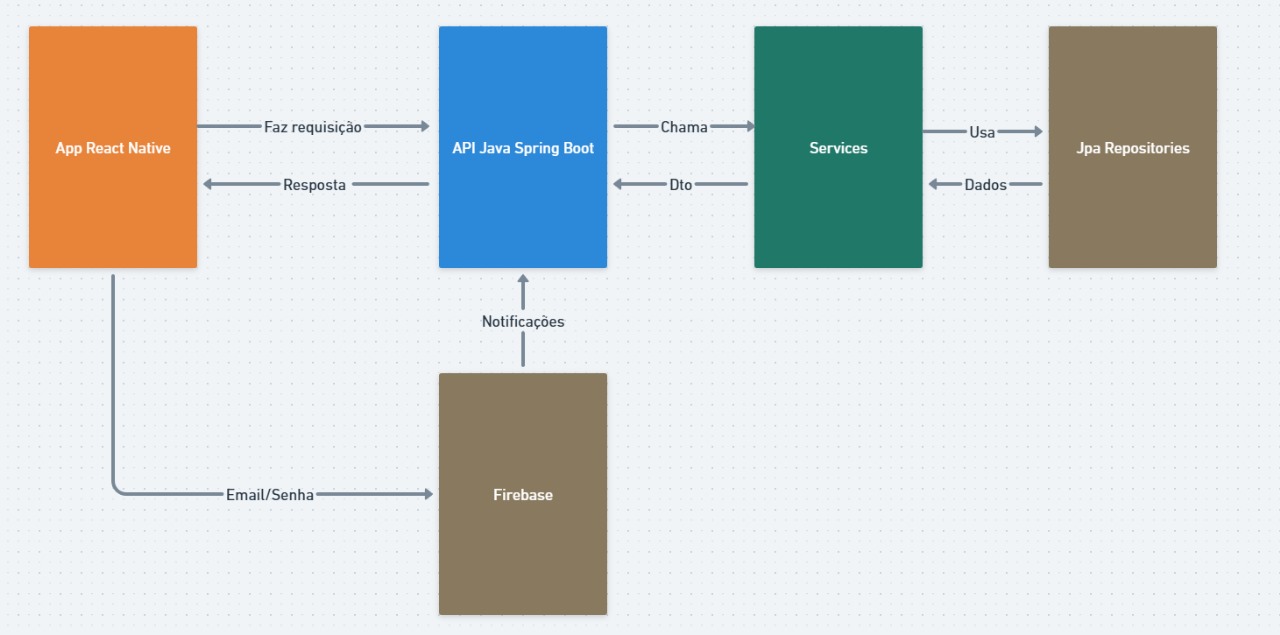 Faz requisição
Chama
Usa
App React Native
API Java Spring Boot
Services
Jpa Repositories
Resposta
Dto
Dados
Notificações
Email/Senha
Firebase